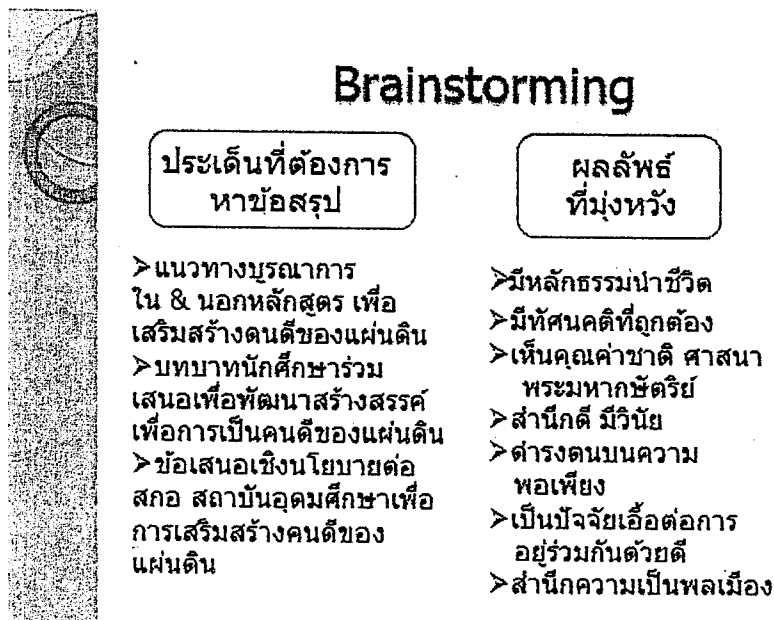 Brainstorming
ประเด็นที่ต้องการ
หาข้อสรุป
➢แนวทางบูรณาการ
ใน & นอกหลักสูตร เพื่อ
เสริมสร้างคนดีของแผ่นดิน
➢บทบาทนักศึกษาร่วม
เสนอเพื่อพัฒนาสร้างสรรค์
เพื่อการเป็นคนดีของแผ่นดิน
➢ข้อเสนอเชิงนโยบายต่อ
สกอ สถาบันอุดมศึกษาเพื่อ
การเสริมสร้างคนดีของ
แผ่นดิน
ผลลัพธ์
ที่มุ่งหวัง
➢มีหลักธรรมนำชีวิต
➢มีทัศนคติที่ถูกต้อง
➢เห็นคุณค่าชาติ ศาสนา
พระมหากษัตริย์
➢สำนึกดี มีวินัย
➢ดำรงตนบนความ
พอเพียง
➢เป็นปัจจัยเอื้อต่อการ
อยู่ร่วมกันด้วยดี
➢สำนึกความเป็นพลเมือง